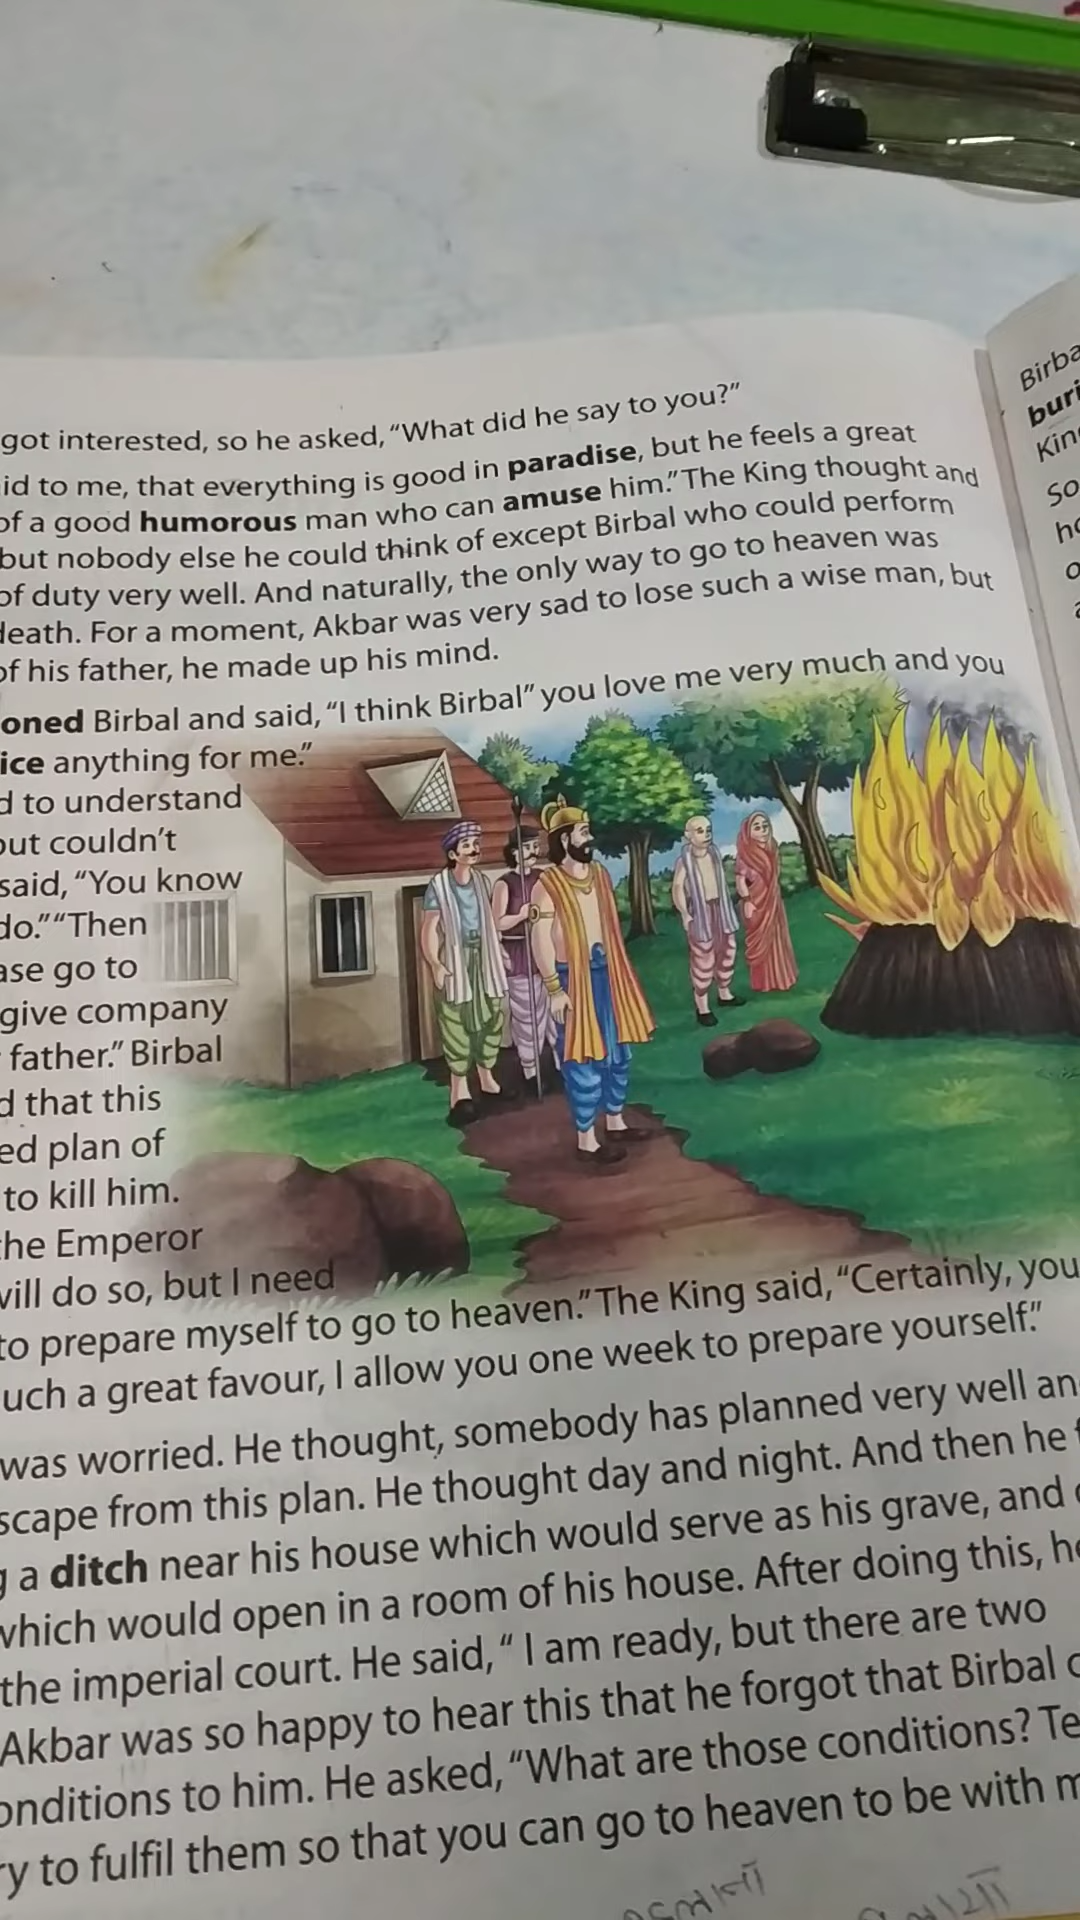 got interested, so he asked, “What did he say to you?”
id to me, that everything is good in paradise, but he feels a great
of a good humorous man who can amuse him.” The King thought and
but nobody else he could think of except Birbal who could perform
of duty very well. And naturally, the only way to go to heaven was
death. For a moment, Akbar was very sad to lose such a wise man, but
of his father, he made up his mind.
oned Birbal and said, “I think Birbal” you love me very much and you
ice anything for me.”
d to understand
but couldn’t
said, “You know
do.” “Then
ase go to
give company
father.” Birbal
d that this
ed plan of
to kill him.
the Emperor
will do so, but I need
to prepare myself to go to heaven.” The King said, “Certainly, you
uch a great favour, I allow you one week to prepare yourself.”
was worried. He thought, somebody has planned very well an
scape from this plan. He thought day and night. And then he f
g a ditch near his house which would serve as his grave, and
which would open in a room of his house. After doing this, he
the imperial court. He said, “ I am ready, but there are two
Akbar was so happy to hear this that he forgot that Birbal
onditions to him. He asked, “What are those conditions? Te
ry to fulfil them so that you can go to heaven to be with m
Birba
buri
King
So